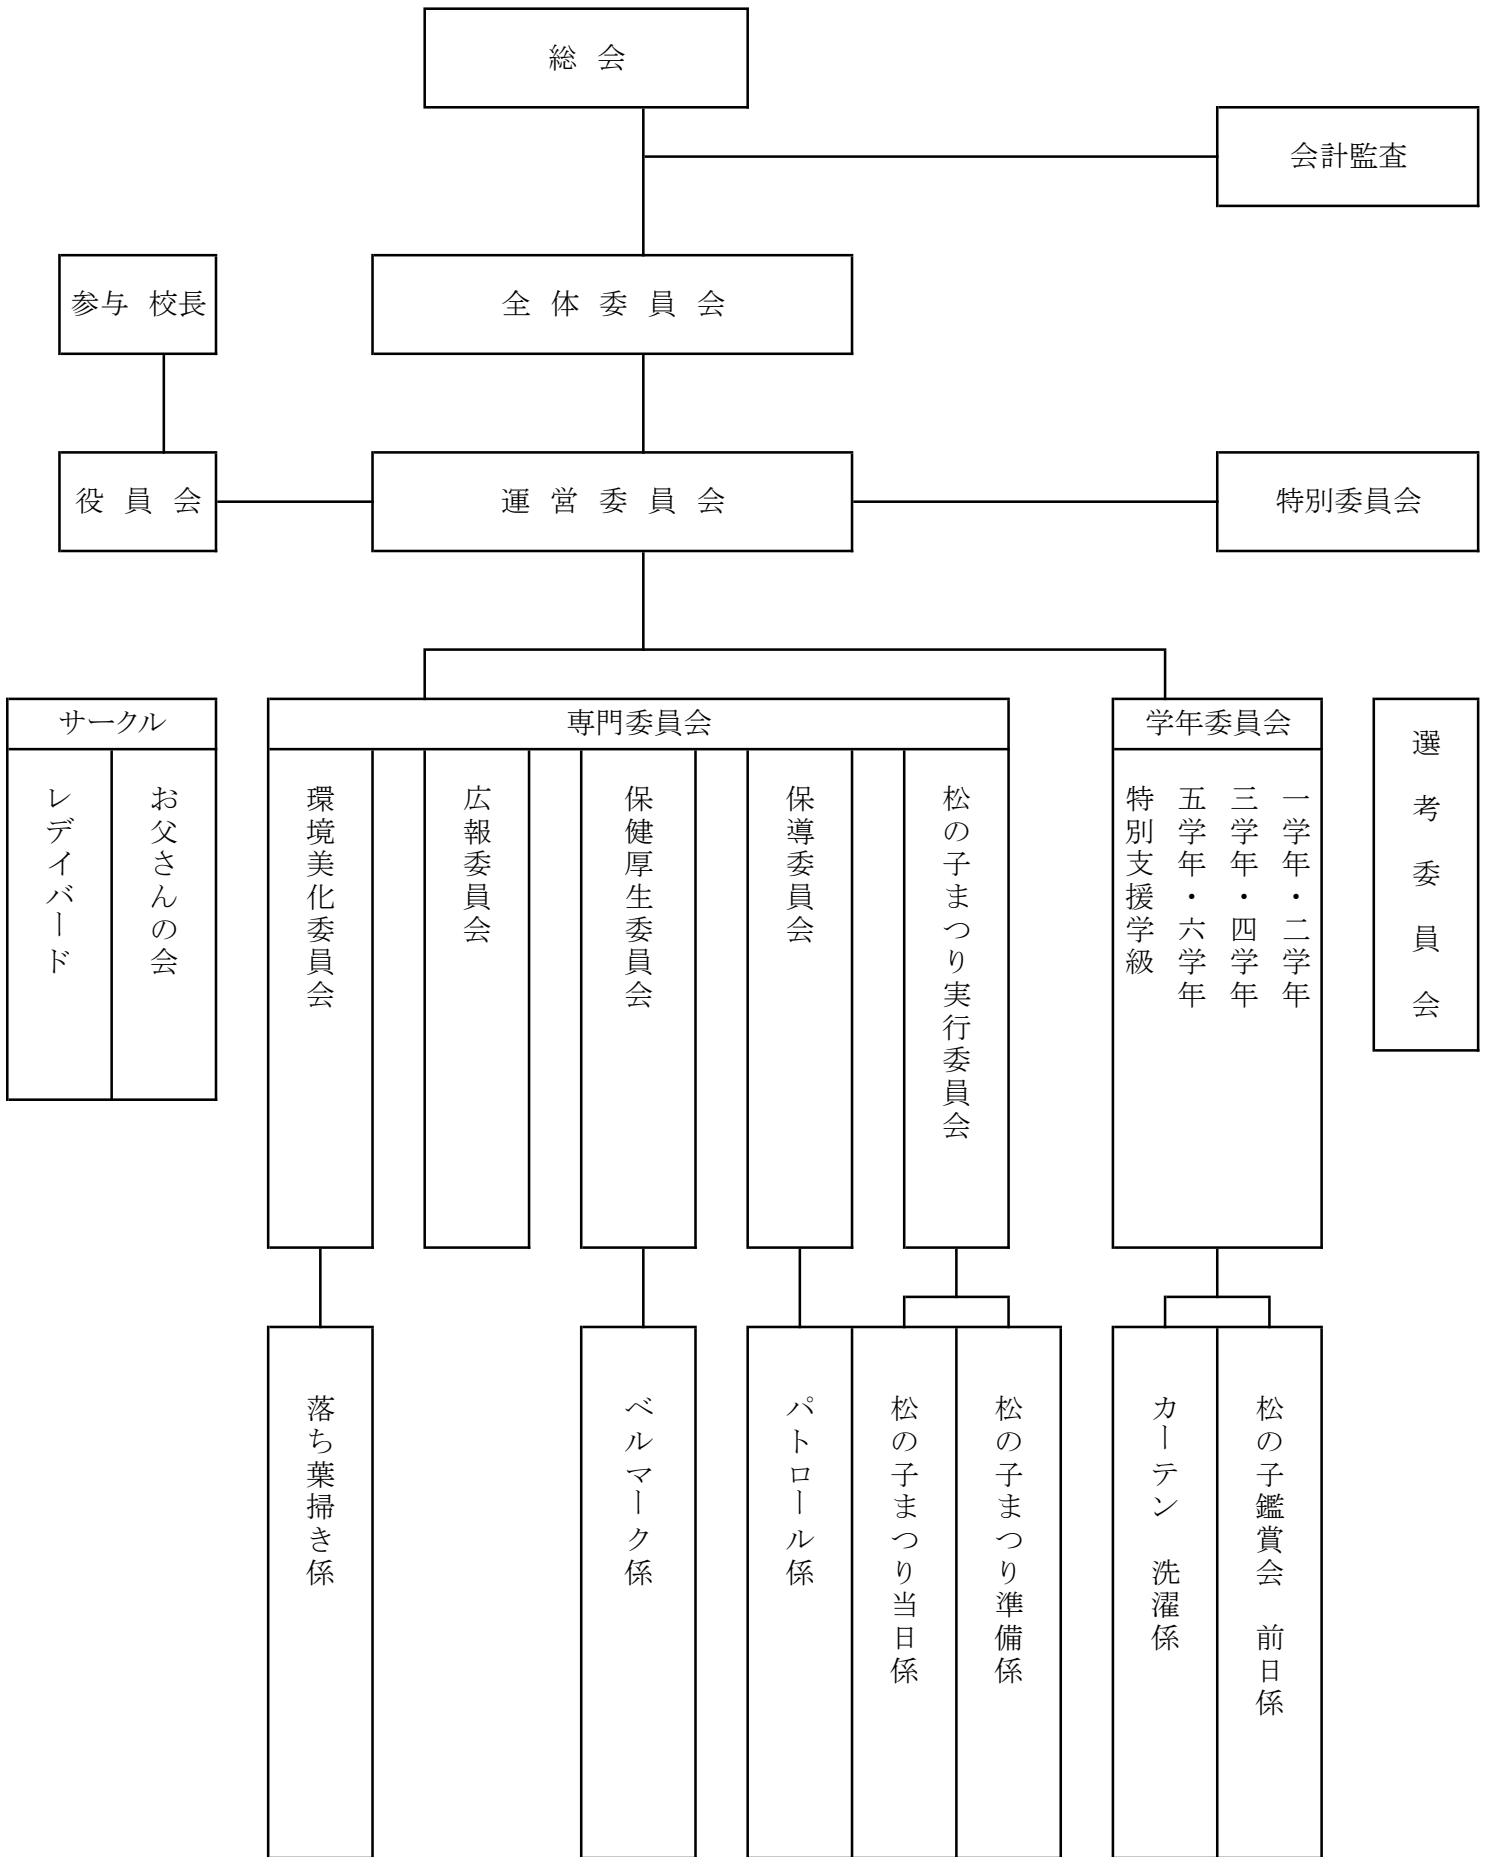 総 会
会計監査
参与 校長
全 体 委 員 会
役 員 会
運 営 委 員 会
特別委員会
サークル
専門委員会
学年委員会
選考委員会
レデイバード
お父さんの会
環境美化委員会
広報委員会
保健厚生委員会
保導委員会
松の子まつり実行委員会
一学年・二学年
三学年・四学年
五学年・六学年
特別支援学級
落ち葉掃き係
ベルマーク係
パトロール係
松の子まつり当日係
松の子まつり準備係
カーテン 洗濯係
松の子鑑賞会 前日係